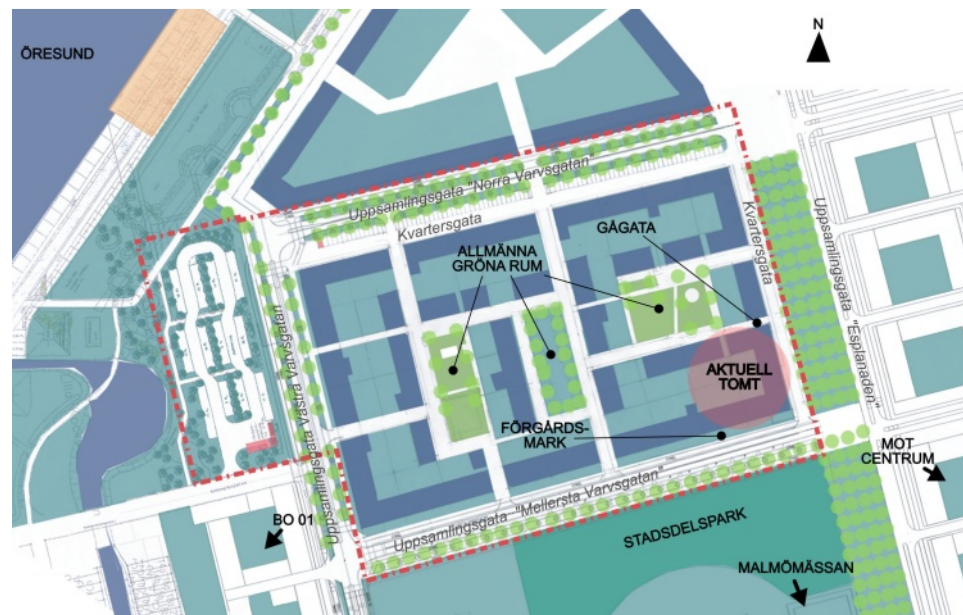 ÖRESUND
N
Uppsamlingsgata "Norra Varvsgatan"
Kvartersgata
GÅGATA
Kvartersgata
Uppsamlingsgata "Esplanaden"
ALLMÄNNA
GRÖNA RUM
Uppsamlingsgata Västra Varvsgatan"
AKTUELL
TOMT
FÖRGÅRDS-
MARK
MOT
CENTRUM
Uppsamlingsgata "Mellersta Varvsgatan"
BO 01
STADSDELSPARK
MALMÖMÄSSAN